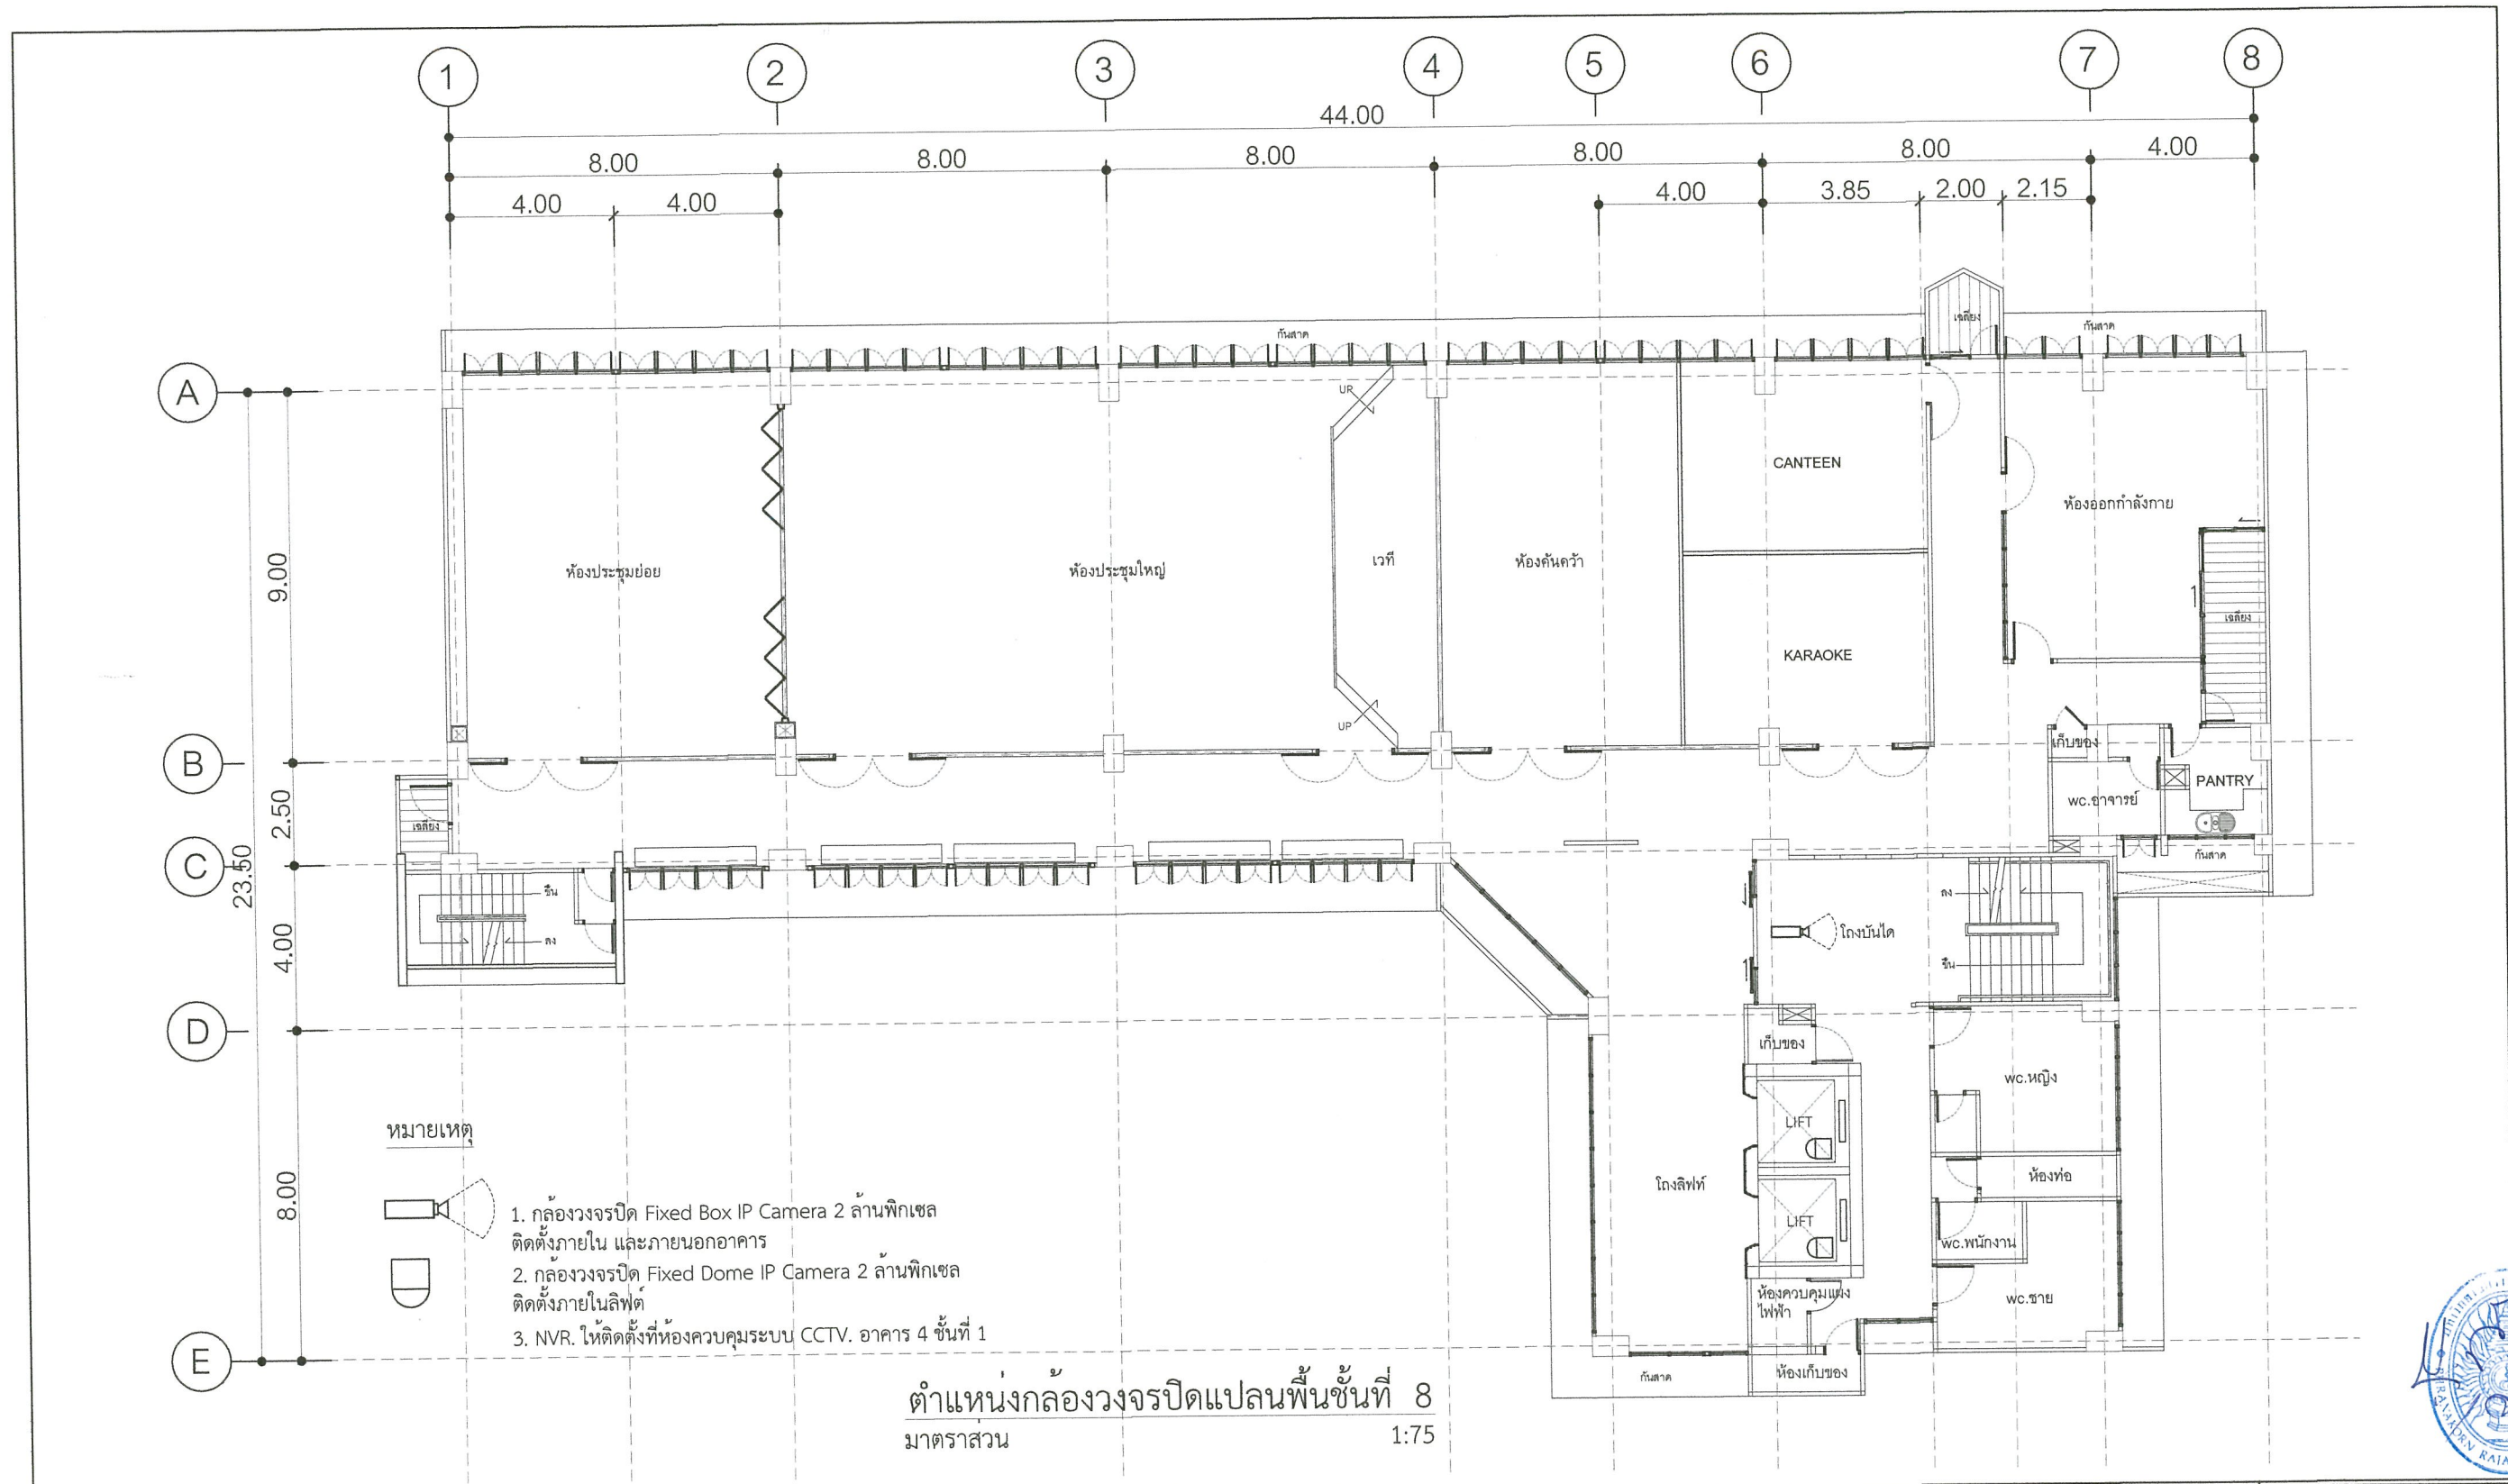 1 2 3 4 5 6 7 8
44.00
8.00 8.00 8.00 8.00 8.00 4.00
4.00 4.00 4.00 3.85 2.00 2.15
เฉลียง
กันสาด กันสาด
A
UR
CANTEEN
ห้องออกกำลังกาย
9.00
ห้องประชุมย่อย ห้องประชุมใหญ่ เวที ห้องค้นคว้า
เฉลียง
KARAOKE
UP
B
เก็บของ
PANTRY
wc.อาจารย์
2.50
เฉลียง
C
23.50
กันสาด
ขึ้น
ลง
ลง
โถงบันได
ขึ้น
4.00
D
เก็บของ
wc.หญิง
LIFT
หมายเหตุ
ห้องท่อ
โถงลิฟท์
8.00
LIFT
1. กล้องวงจรปิด Fixed Box IP Camera 2 ล้านพิกเซล
ติดตั้งภายใน และภายนอกอาคาร
wc.พนักงาน
2. กล้องวงจรปิด Fixed Dome IP Camera 2 ล้านพิกเซล
ติดตั้งภายในลิฟต์
ห้องควบคุมแผง
ไฟฟ้า
wc.ชาย
3. NVR. ให้ติดตั้งที่ห้องควบคุมระบบ CCTV. อาคาร 4 ชั้นที่ 1
E
ห้องเก็บของ
กันสาด
ตำแหน่งกล้องวงจรปิดแปลนพื้นชั้นที่ 8
มาตราส่วน 1:75